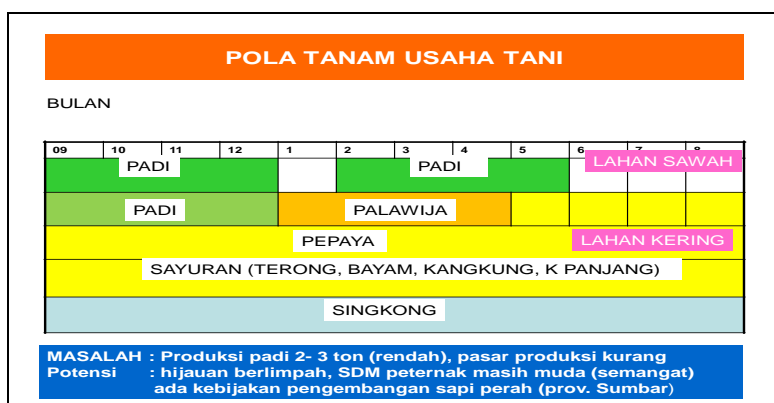 POLA TANAM USAHA TANI
BULAN
09 10 11 12 1 2 3 4 5 6 7 8
PADI PADI LAHAN SAWAH
PADI PALAWIJA
PEPAYA LAHAN KERING
SAYURAN (TERONG, BAYAM, KANGKUNG, K PANJANG)
SINGKONG
MASALAH : Produksi padi 2- 3 ton (rendah), pasar produksi kurang
Potensi : hijauan berlimpah, SDM peternak masih muda (semangat)
ada kebijakan pengembangan sapi perah (prov. Sumbar)